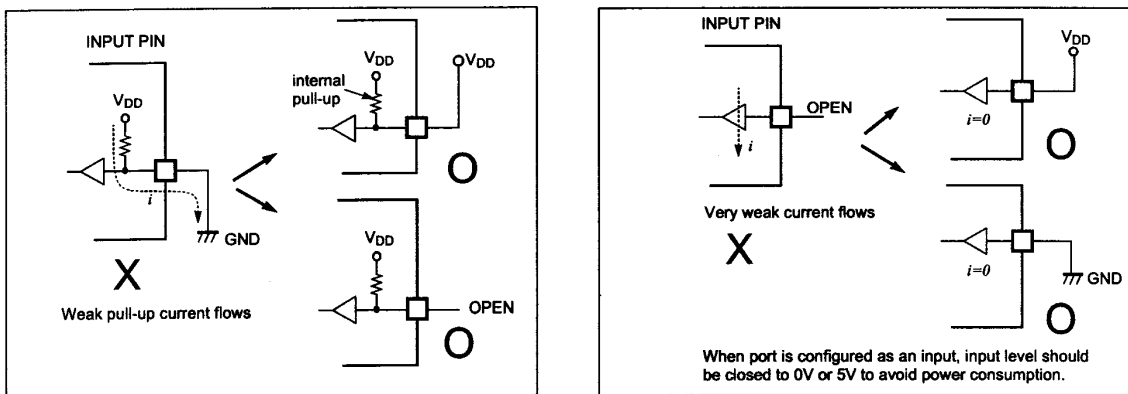 INPUT PIN
VDD
i
GND
X
Weak pull-up current flows
VDD
internal
pull-up
VDD
O
VDD
OPEN
O
INPUT PIN
OPEN
i
Very weak current flows
X
VDD
i=0
O
i=0
GND
O
When port is configured as an input, input level should
be closed to 0V or 5V to avoid power consumption.